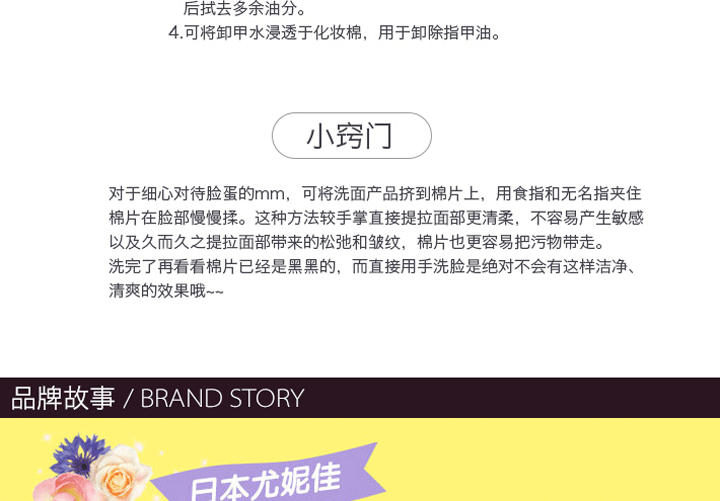 后拭去多余油分。
4.可将卸甲水浸透于化妆棉，用于卸除指甲油。
小窍门
对于细心对待脸蛋的mm，可将洗面产品挤到棉片上，用食指和无名指夹住
棉片在脸部慢慢揉。这种方法较手掌直接提拉面部更清柔，不容易产生敏感
以及久而久之提拉面部带来的松弛和皱纹，棉片也更容易把污物带走。
洗完了再看看棉片已经是黑黑的，而直接用手洗脸是绝对不会有这样洁净、
清爽的效果哦~~
品牌故事 / BRAND STORY
日本尤妮佳